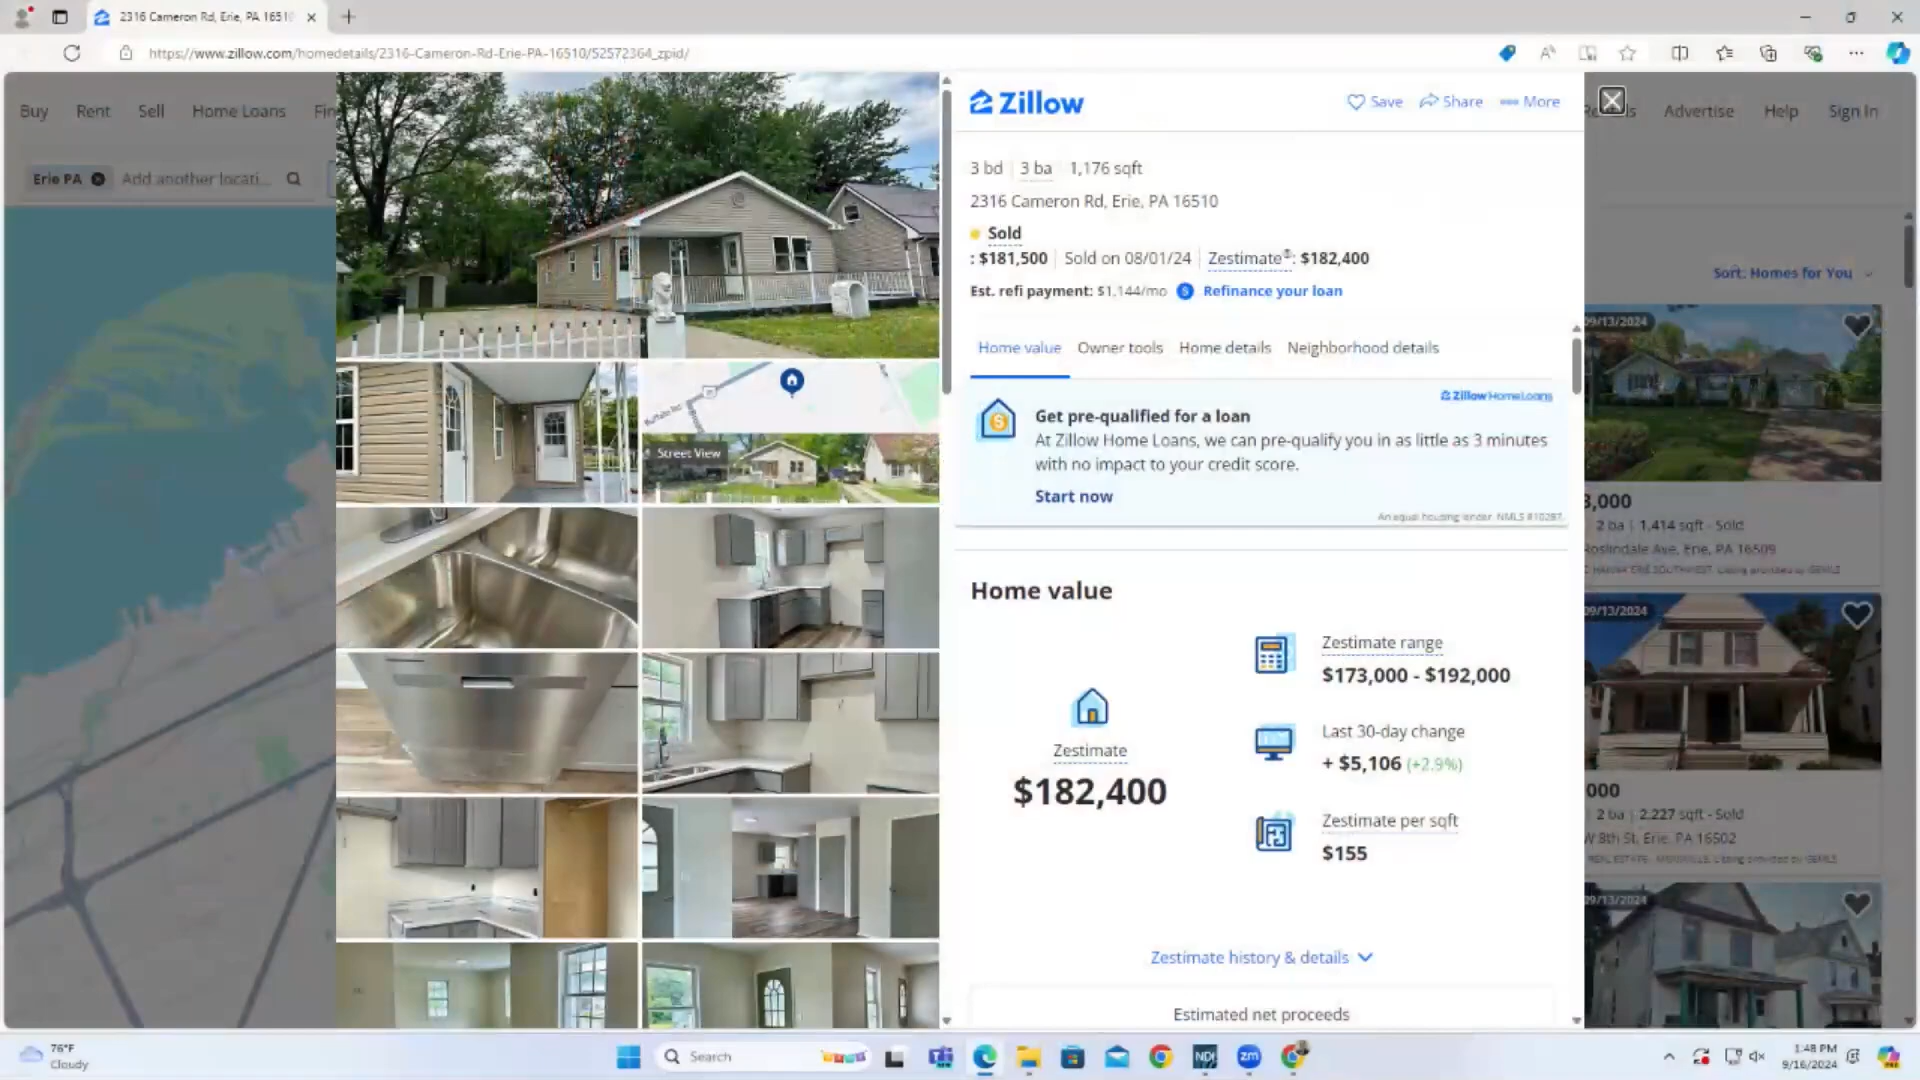 2316 Cameron Rd, Erie, PA 1651
https://www.zillow.com/homedetails/2316-Cameron-Rd-Erie-PA-16510/52572364_zpid/
Buy Rent Sell Home Loans Fin
Advertise Help Sign In
Erie PA Add another locati...
Sort: Homes for You
Zillow
Save Share More
3 bd 3 ba 1,176 sqft
2316 Cameron Rd, Erie, PA 16510
Sold
: $181,500 Sold on 08/01/24 Zestimate®: $182,400
Est. refi payment: $1,144/mo Refinance your loan
Home value Owner tools Home details Neighborhood details
Zillow Home Loans
Get pre-qualified for a loan
At Zillow Home Loans, we can pre-qualify you in as little as 3 minutes
with no impact to your credit score.
Start now
An equal housing lender. NMLS #10287.
Home value
Zestimate
$182,400
Zestimate range
$173,000 - $192,000
Last 30-day change
+ $5,106 (+2.9%)
Zestimate per sqft
$155
Zestimate history & details
Estimated net proceeds
Street View
09/13/2024
3,000
2 ba | 1,414 sqft - Sold
Roslindale Ave, Erie, PA 16509
09/13/2024
000
2 ba | 2,227 sqft - Sold
W 8th St, Erie, PA 16502
09/13/2024
76°F
Cloudy
Search
NDI
zm
1:48 PM
9/16/2024